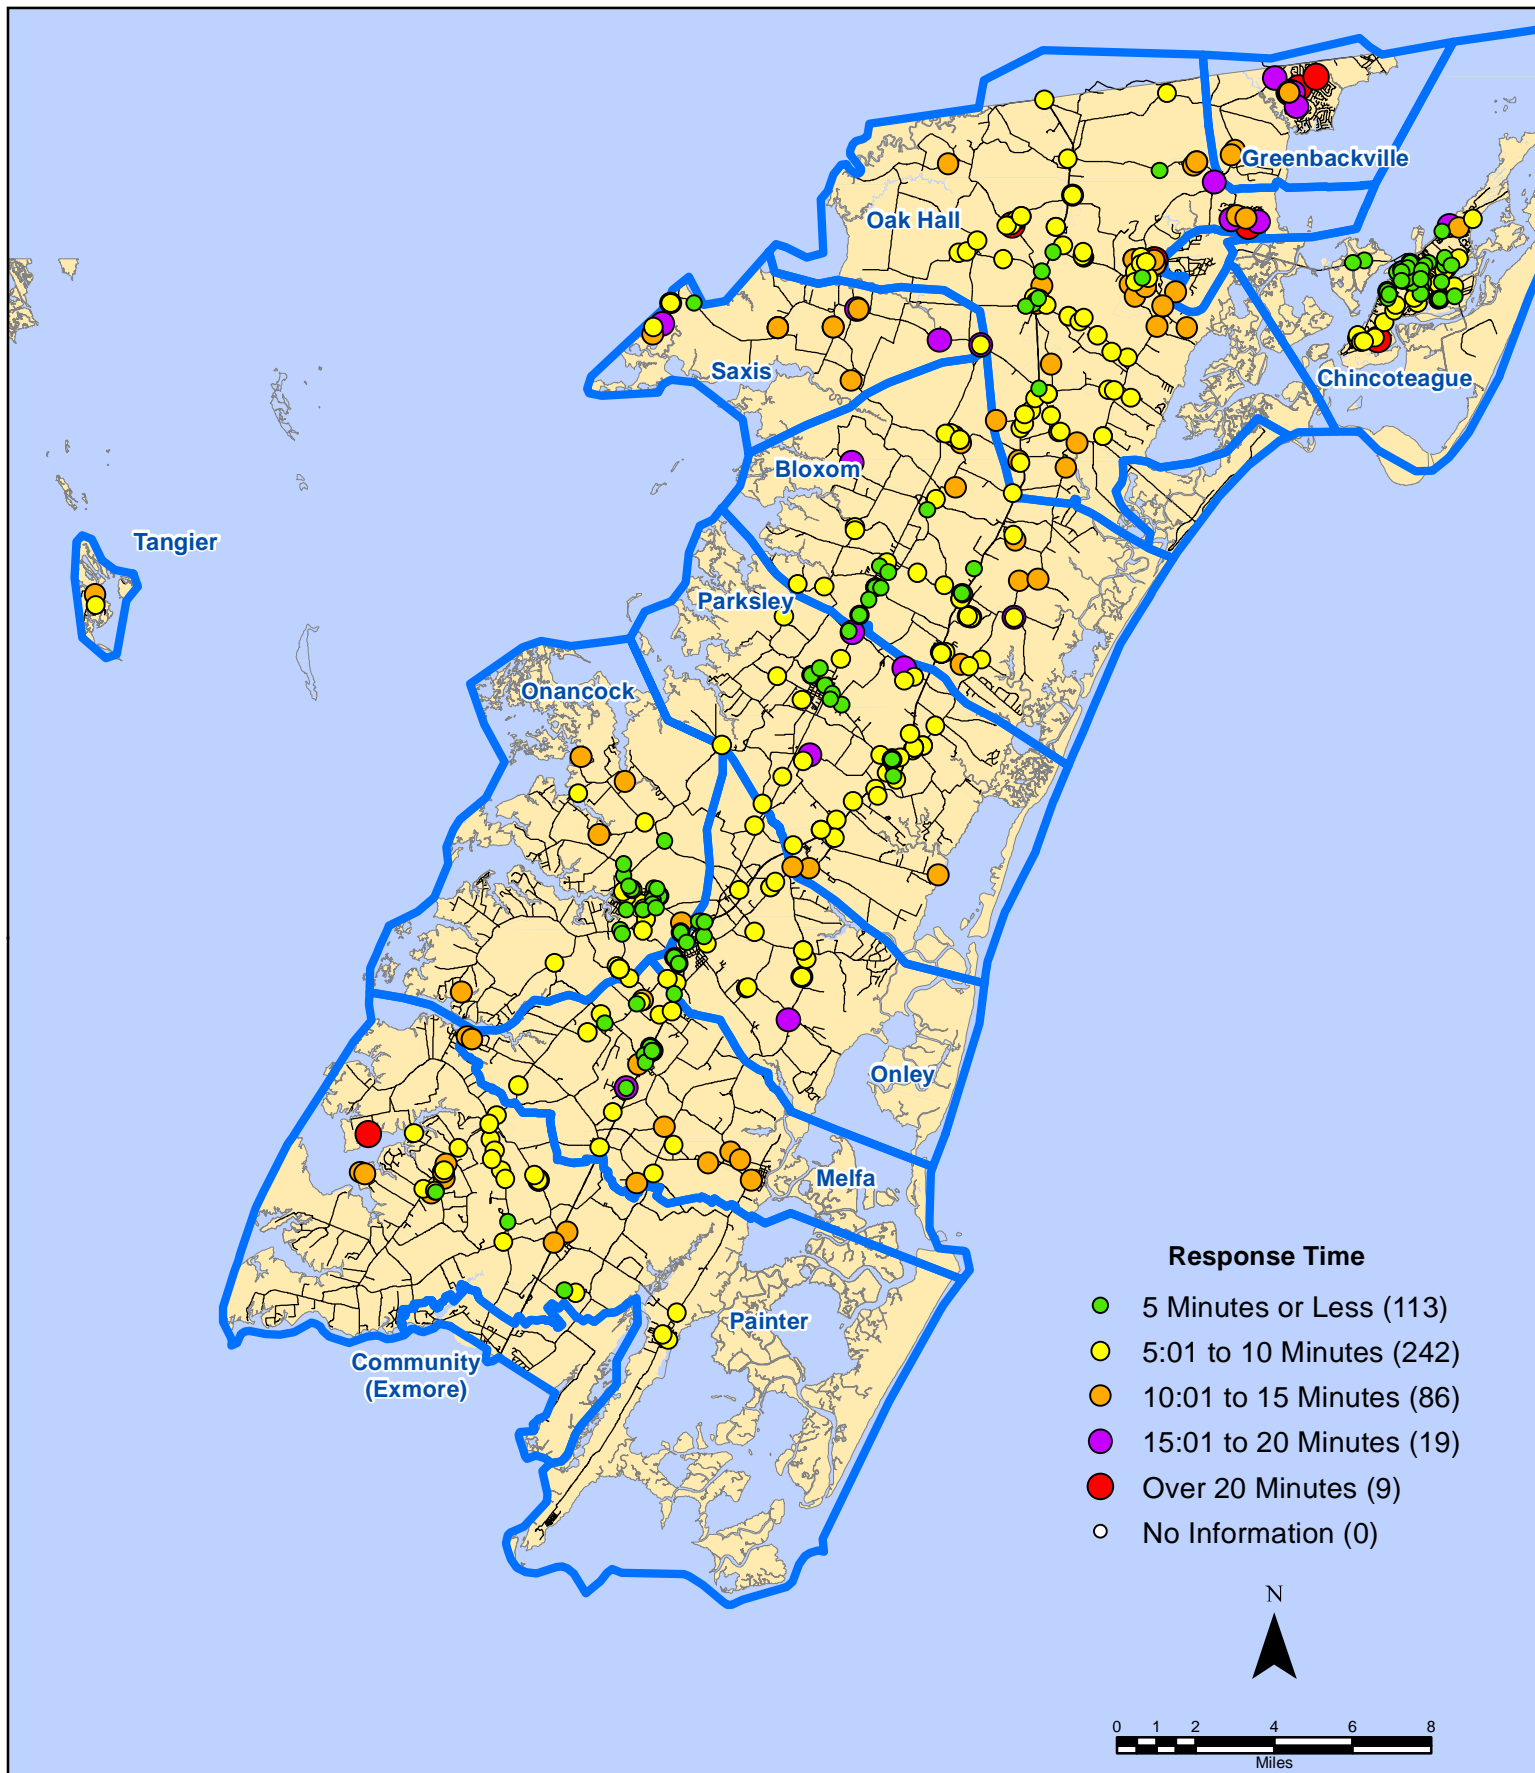 Greenbackville
Oak Hall
Saxis
Chincoteague
Bloxom
Tangier
Parksley
Onancock
Onley
Melfa
Painter
Community
(Exmore)
Response Time
5 Minutes or Less (113)
5:01 to 10 Minutes (242)
10:01 to 15 Minutes (86)
15:01 to 20 Minutes (19)
Over 20 Minutes (9)
No Information (0)
N
0 1 2 4 6 8
Miles